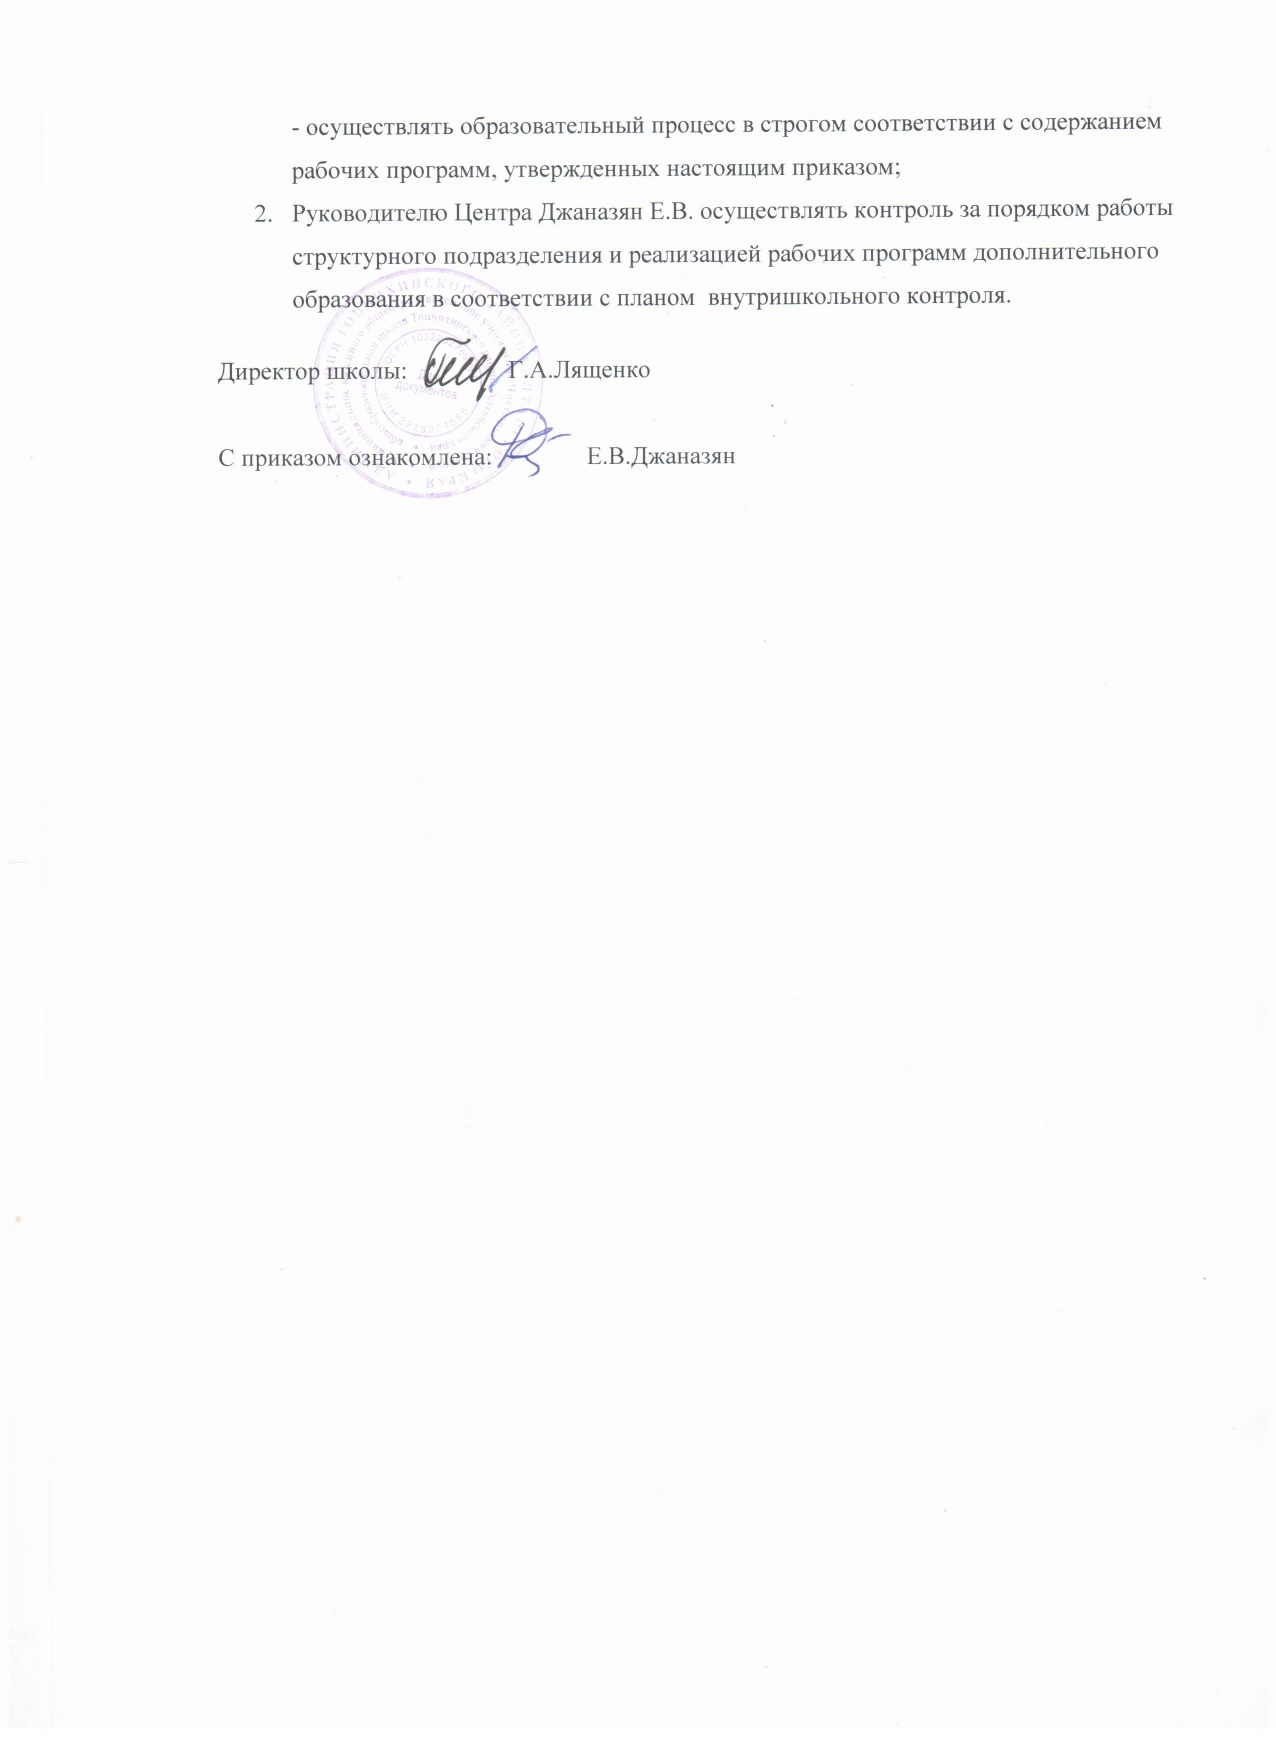 - осуществлять образовательный процесс в строгом соответствии с содержанием
рабочих программ, утвержденных настоящим приказом;
2. Руководителю Центра Джаназян Е.В. осуществлять контроль за порядком работы
структурного подразделения и реализацией рабочих программ дополнительного
образования в соответствии с планом внутришкольного контроля.
Директор школы: Г.А.Лященко
документов
С приказом ознакомлена: Е.В.Джаназян